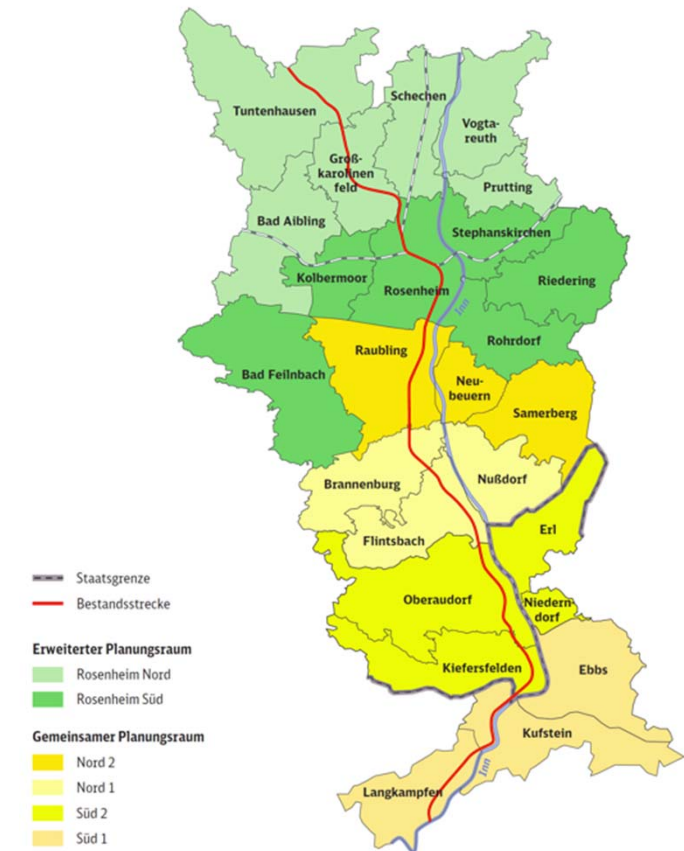 Tuntenhausen
Schechen
Vogta-
reuth
Groß-
karolinen
feld
Prutting
Bad Aibling
Stephanskirchen
Kolbermoor
Riedering
Rosenheim
Inn
Rohrdorf
Raubling
Bad Feilnbach
Neu-
beuern
Samerberg
Nußdorf
Brannenburg
Erl
Flintsbach
Oberaudorf
Niedern-
dorf
Kiefersfelden
Ebbs
Kufstein
Inn
Langkampfen
Staatsgrenze
Bestandsstrecke
Erweiterter Planungsraum
Rosenheim Nord
Rosenheim Süd
Gemeinsamer Planungsraum
Nord 2
Nord 1
Süd 2
Süd 1